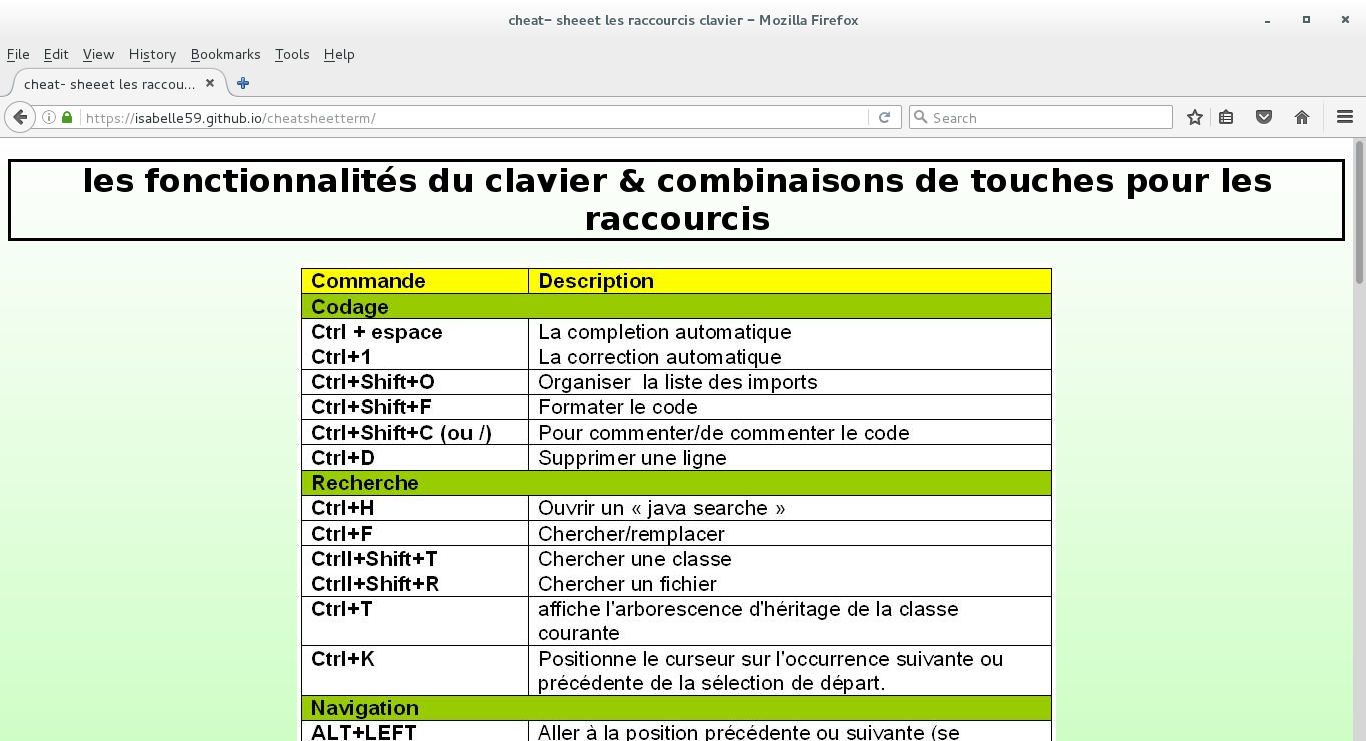 cheat- sheeet les raccourcis clavier - Mozilla Firefox
File Edit View History Bookmarks Tools Help
cheat- sheeet les raccou...
https://isabelle59.github.io/cheatsheetterm/
Search
les fonctionnalités du clavier & combinaisons de touches pour les
raccourcis
Commande Description
Codage
Ctrl + espace La completion automatique
Ctrl+1 La correction automatique
Ctrl+Shift+O Organiser la liste des imports
Ctrl+Shift+F Formater le code
Ctrl+Shift+C (ou /) Pour commenter/de commenter le code
Ctrl+D Supprimer une ligne
Recherche
Ctrl+H Ouvrir un « java searche »
Ctrl+F Chercher/remplacer
Ctrll+Shift+T Chercher une classe
Ctrll+Shift+R Chercher un fichier
Ctrl+T affiche l'arborescence d'héritage de la classe
courante
Ctrl+K Positionne le curseur sur l'occurrence suivante ou
précédente de la sélection de départ.
Navigation
ALT+LEFT Aller à la position précédente ou suivante (se